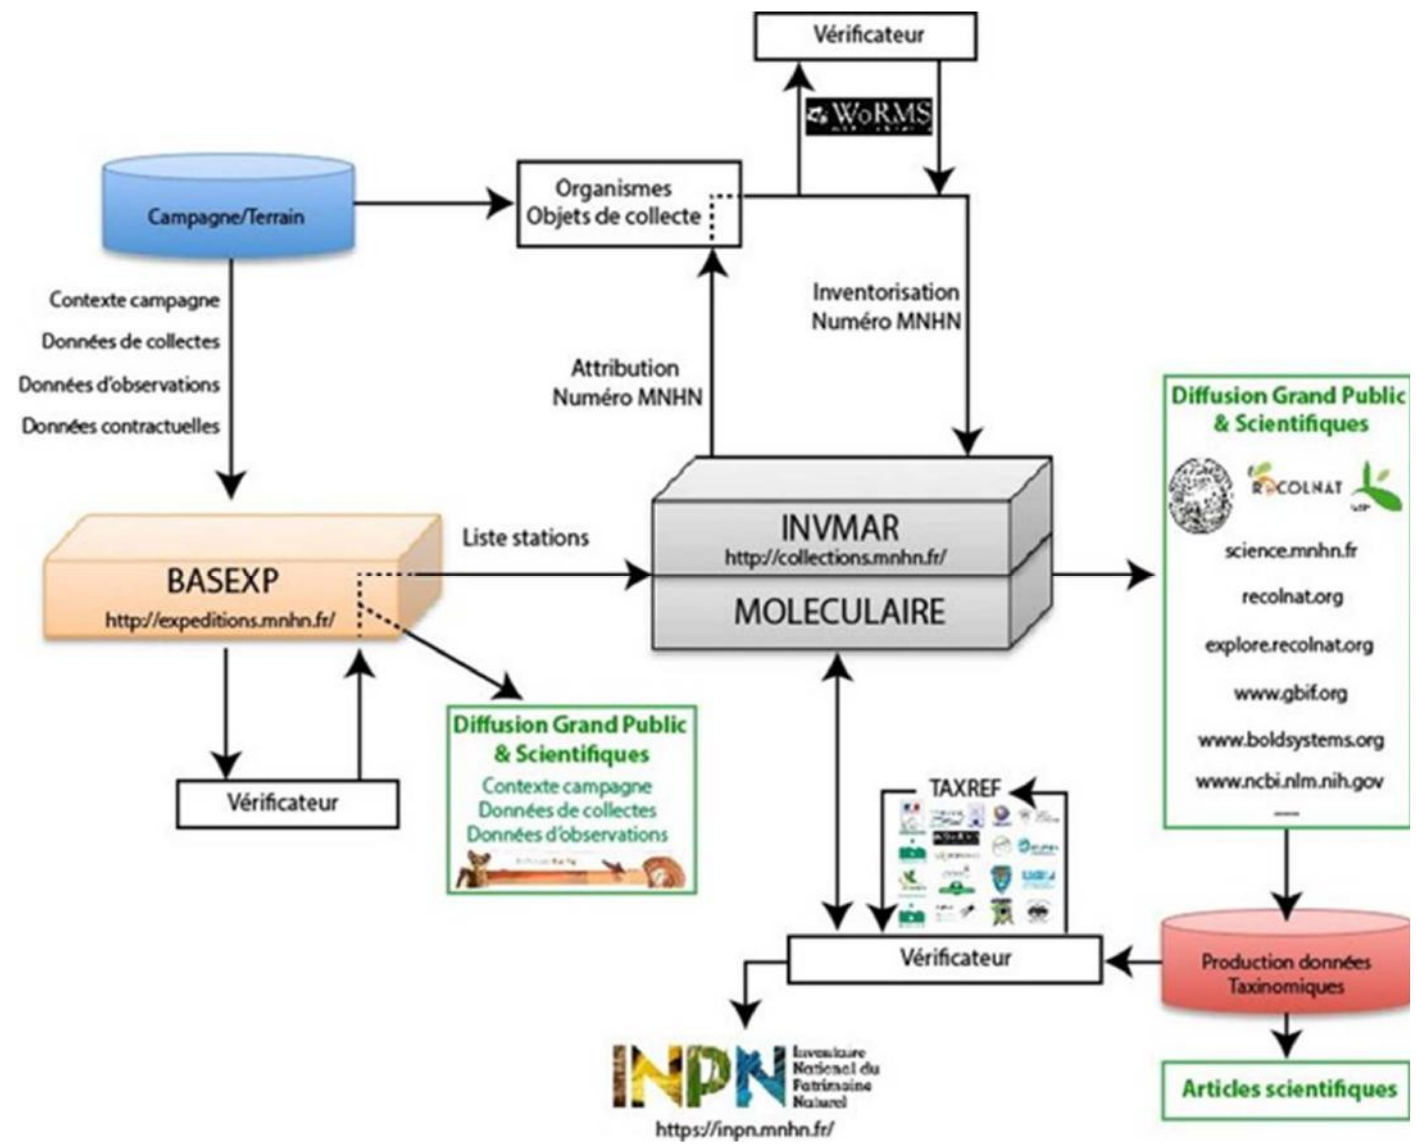 Vérificateur
WoRMS
Organismes
Objets de collecte
Campagne/Terrain
Contexte campagne
Données de collectes
Données d'observations
Données contractuelles
Inventorisation
Numéro MNHN
Attribution
Numéro MNHN
Diffusion Grand Public
& Scientifiques
RECOLNAT
science.mnhn.fr
recolnat.org
explore.recolnat.org
www.gbif.org
www.boldsystems.org
www.ncbi.nlm.nih.gov
Liste stations
INVMAR
http://collections.mnhn.fr/
MOLECULAIRE
BASEXP
http://expeditions.mnhn.fr/
Vérificateur
Diffusion Grand Public
& Scientifiques
Contexte campagne
Données de collectes
Données d'observations
TAXREF
Vérificateur
Production données
Taxinomiques
Articles scientifiques
INPN
Inventaire
National du
Patrimoine
Naturel
https://inpn.mnhn.fr/